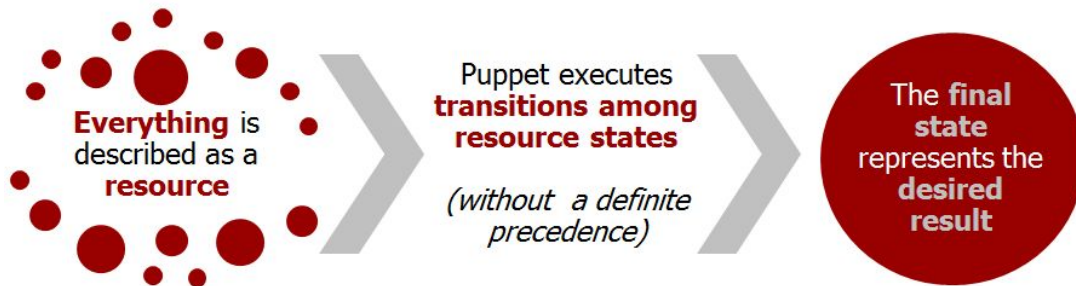 Everything is
described as a
resource
Puppet executes
transitions among
resource states
(without a definite
precedence)
The final
state
represents the
desired
result